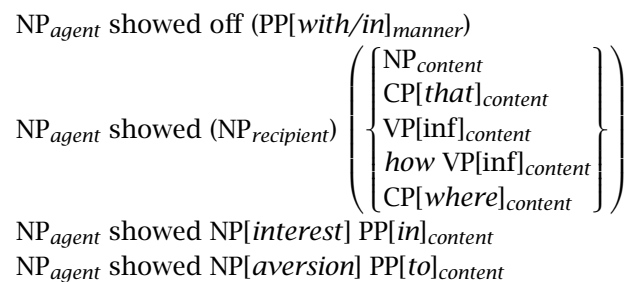 NP_agent showed off (PP[with/in]_manner)
NP_agent showed (NP_recipient) ( { NP_content
CP[that]_content
VP[inf]_content
how VP[inf]_content
CP[where]_content } )
NP_agent showed NP[interest] PP[in]_content
NP_agent showed NP[aversion] PP[to]_content